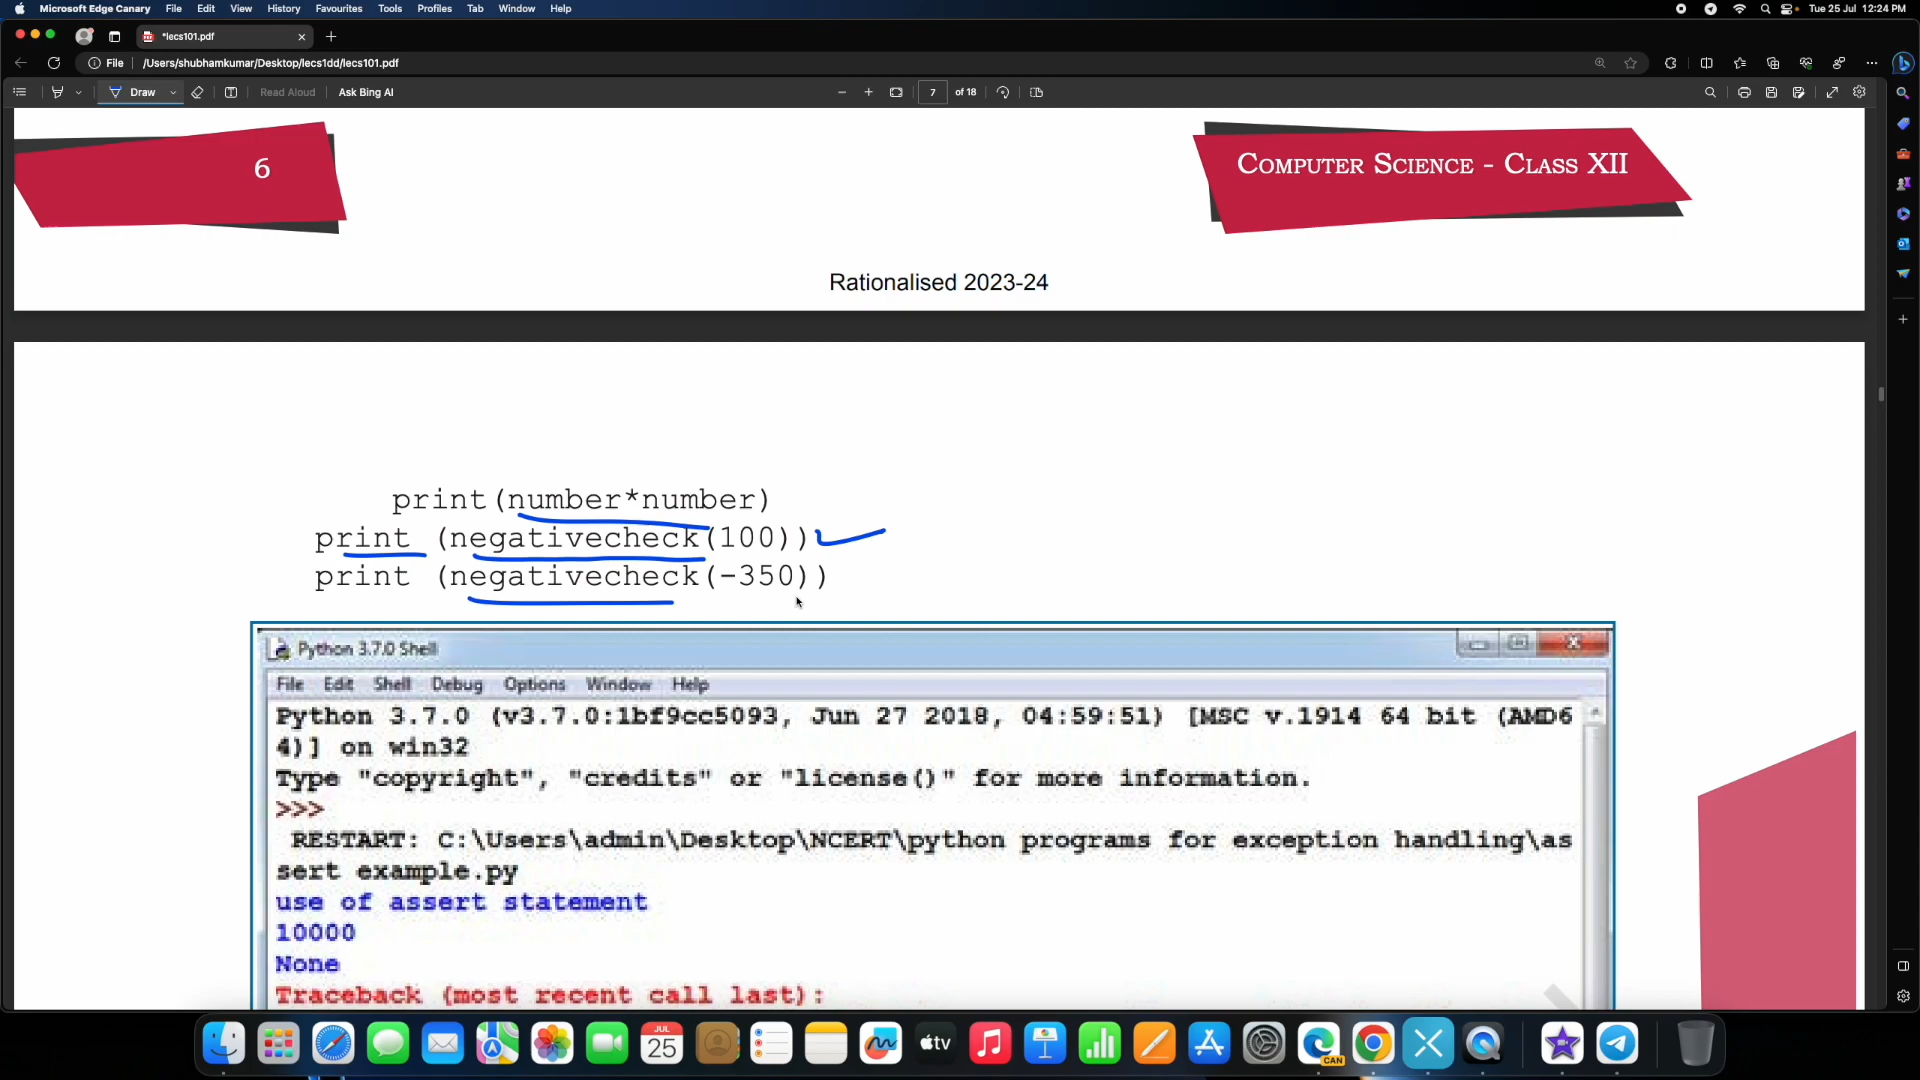 Microsoft Edge Canary File Edit View History Favourites Tools Profiles Tab Window Help Tue 25 Jul 12:24 PM
*lecs101.pdf
File /Users/shubhamkumar/Desktop/lecs1dd/lecs101.pdf
Draw Read Aloud Ask Bing AI 7 of 18
6
COMPUTER SCIENCE - CLASS XII
Rationalised 2023-24
print(number*number)
print (negativecheck(100))
print (negativecheck(-350))
Python 3.7.0 Shell
File Edit Shell Debug Options Window Help
Python 3.7.0 (v3.7.0:1bf9cc5093, Jun 27 2018, 04:59:51) [MSC v.1914 64 bit (AMD6
4)] on win32
Type "copyright", "credits" or "license()" for more information.
>>>
RESTART: C:\Users\admin\Desktop\NCERT\python programs for exception handling\as
sert example.py
use of assert statement
10000
None
Traceback (most recent call last):
JUL
25
tv
CAN